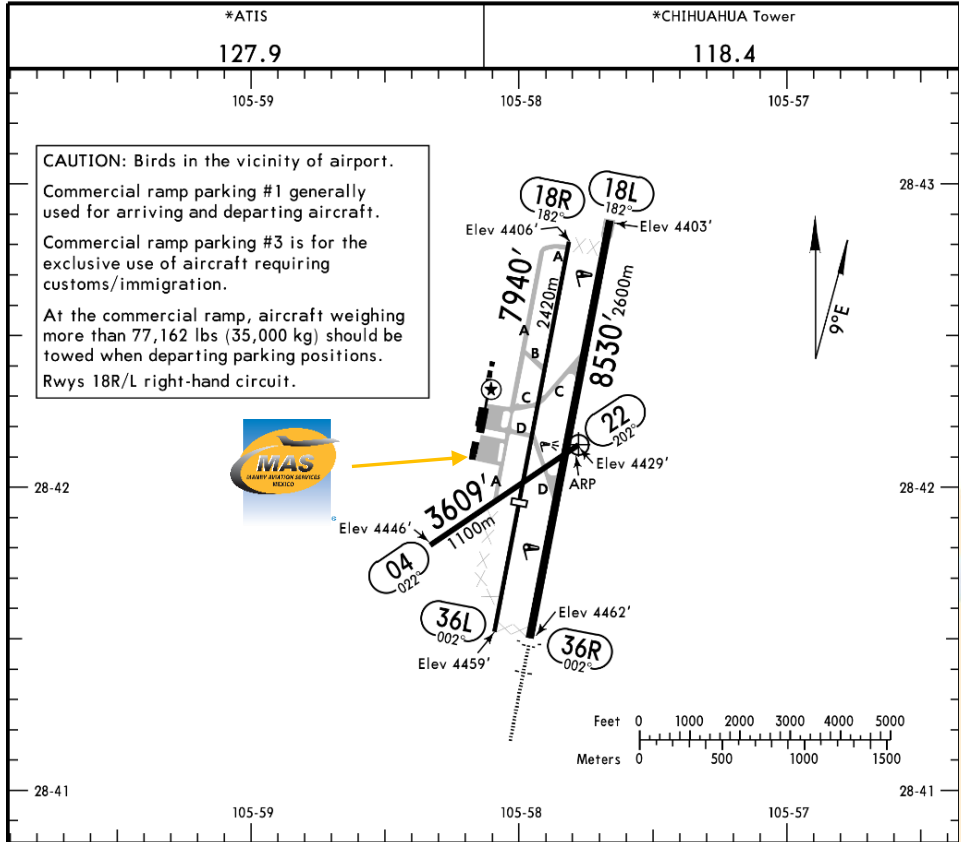 *ATIS
127.9
*CHIHUAHUA Tower
118.4
105-59
105-58
105-57
CAUTION: Birds in the vicinity of airport.
Commercial ramp parking #1 generally
used for arriving and departing aircraft.
Commercial ramp parking #3 is for the
exclusive use of aircraft requiring
customs/immigration.
At the commercial ramp, aircraft weighing
more than 77,162 lbs (35,000 kg) should be
towed when departing parking positions.
Rwys 18R/L right-hand circuit.
28-43
28-43
18R
182°
18L
182°
Elev 4406'
Elev 4403'
A
7940'
2420m
8530'
2600m
9°E
A
B
C
C
D
22
202°
Elev 4429'
ARP
MAS
MANNY AVIATION SERVICES
MEXICO
®
28-42
28-42
A
D
3609'
1100m
Elev 4446'
04
022°
36L
002°
Elev 4459'
Elev 4462'
36R
002°
Feet 0 1000 2000 3000 4000 5000
Meters 0 500 1000 1500
28-41
28-41
105-59
105-58
105-57